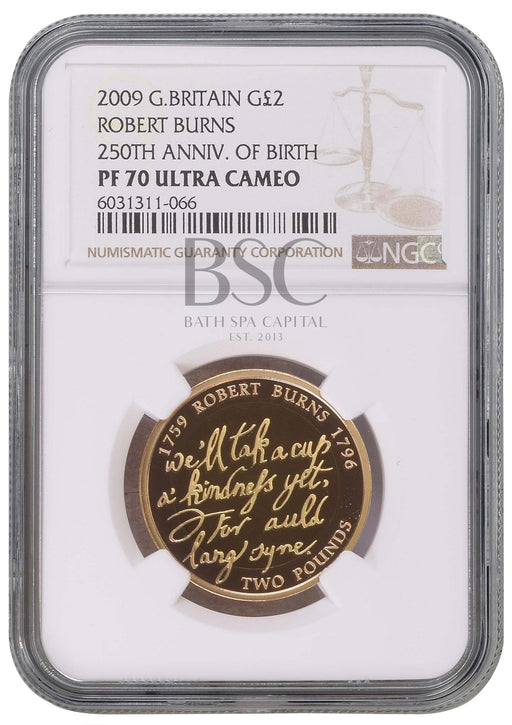 2009 G.BRITAIN G£2
ROBERT BURNS
250TH ANNIV. OF BIRTH
PF 70 ULTRA CAMEO
6031311-066
NUMISMATIC GUARANTY CORPORATION
NGC
BSC
BATH SPA CAPITAL
EST. 2013
1759 ROBERT BURNS 1796
we'll tak a cup
a' kindneſs yet,
For auld
lang syne.
TWO POUNDS